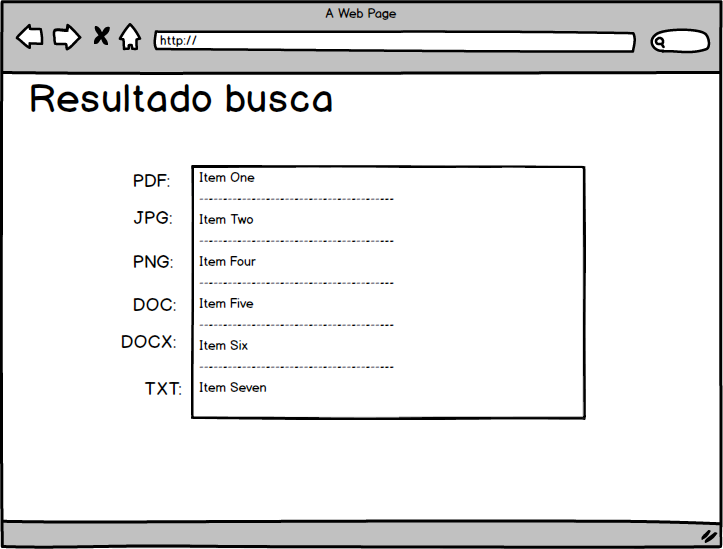 A Web Page
http://
Resultado busca
PDF: Item One
JPG: Item Two
PNG: Item Four
DOC: Item Five
DOCX: Item Six
TXT: Item Seven